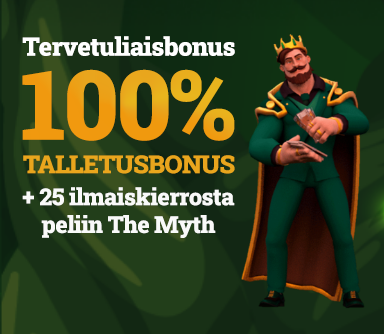 Tervetuliaisbonus
100%
TALLETUSBONUS
+ 25 ilmaiskierrosta
peliin The Myth